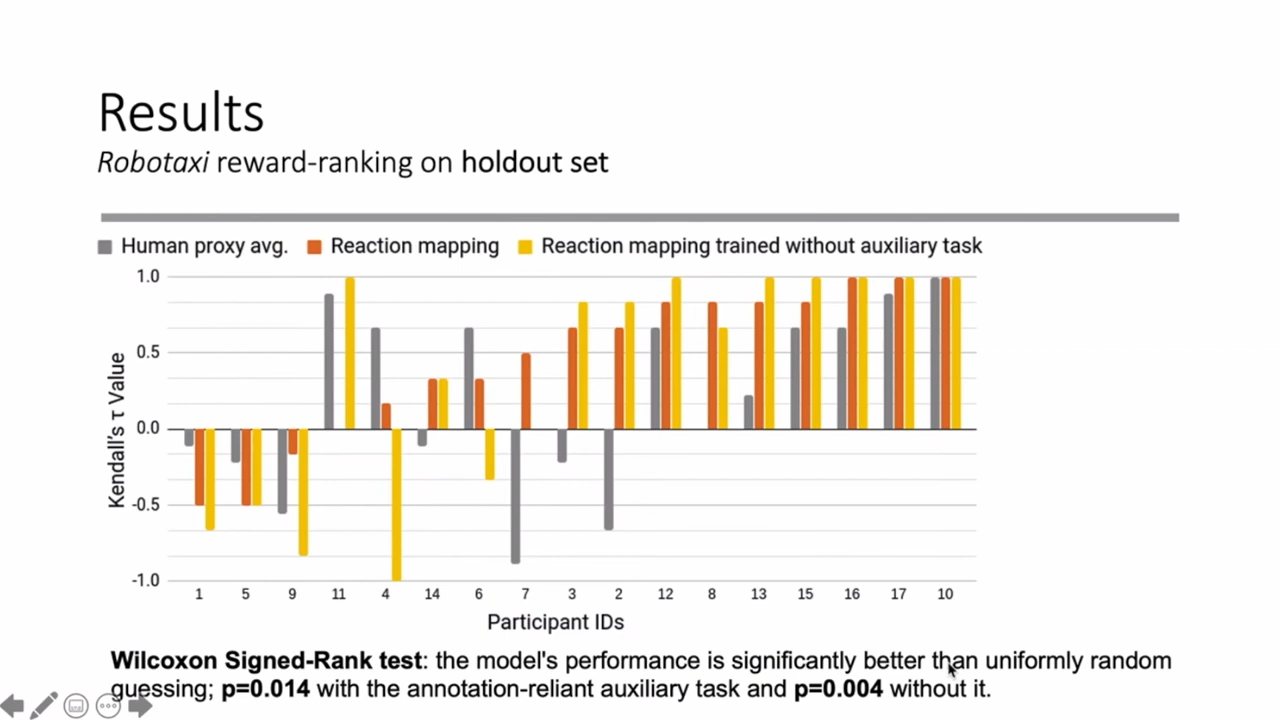 Results
Robotaxi reward-ranking on holdout set
Human proxy avg. Reaction mapping Reaction mapping trained without auxiliary task
1.0
0.5
0.0
-0.5
-1.0
Kendall's τ Value
1 5 9 11 4 14 6 7 3 2 12 8 13 15 16 17 10
Participant IDs
Wilcoxon Signed-Rank test: the model's performance is significantly better than uniformly random
guessing; p=0.014 with the annotation-reliant auxiliary task and p=0.004 without it.